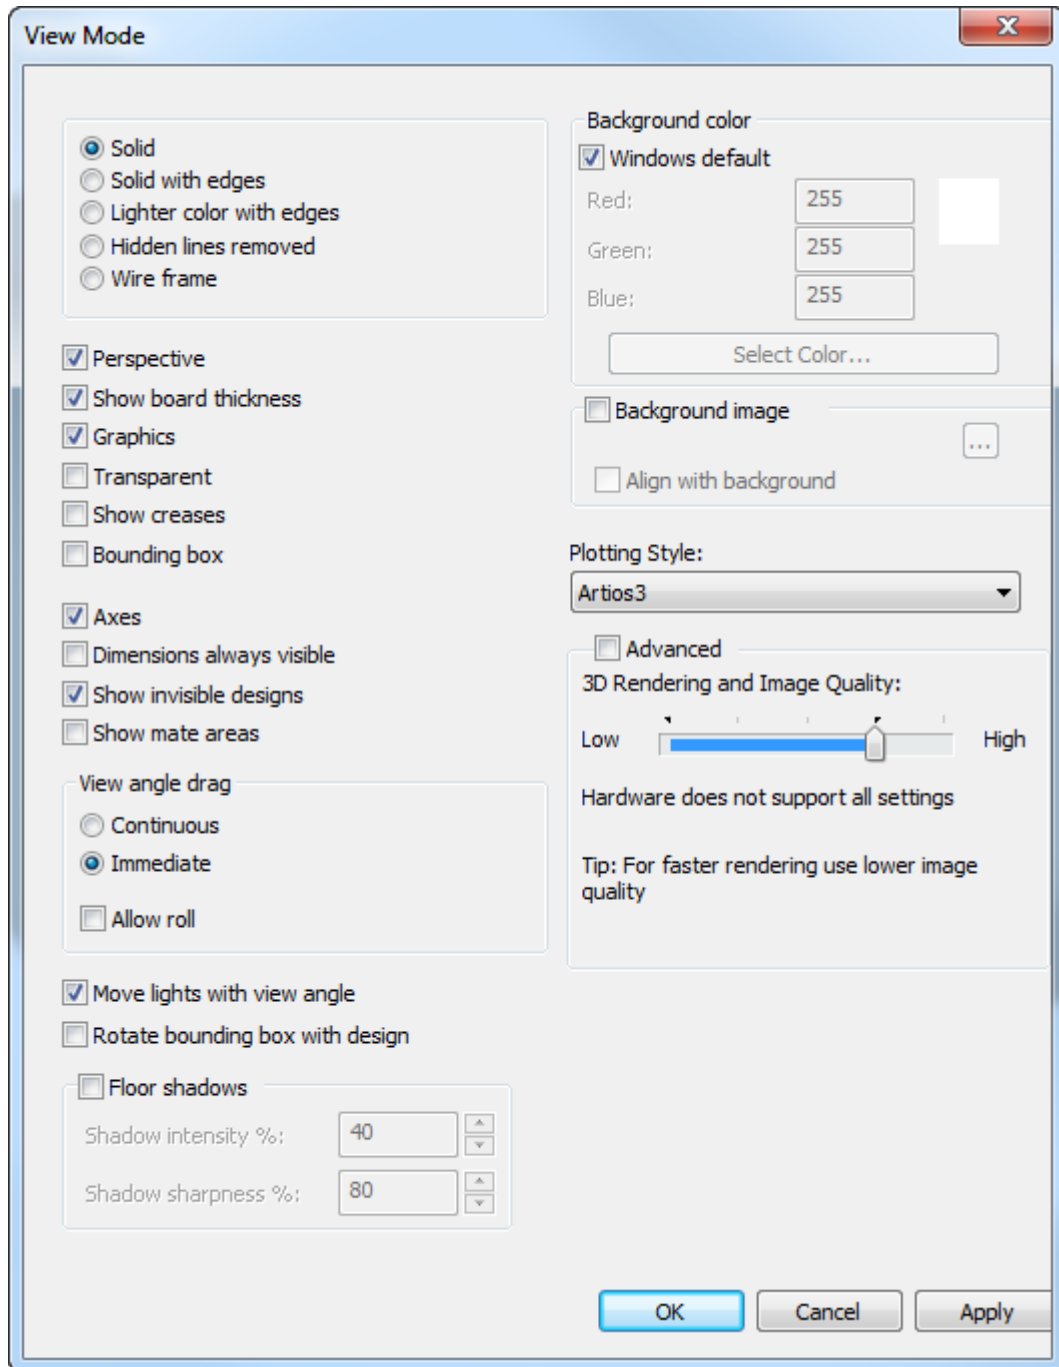 View Mode
Solid
Solid with edges
Lighter color with edges
Hidden lines removed
Wire frame
Perspective
Show board thickness
Graphics
Transparent
Show creases
Bounding box
Axes
Dimensions always visible
Show invisible designs
Show mate areas
View angle drag
Continuous
Immediate
Allow roll
Move lights with view angle
Rotate bounding box with design
Floor shadows
Shadow intensity %: 40
Shadow sharpness %: 80
Background color
Windows default
Red: 255
Green: 255
Blue: 255
Select Color...
Background image
...
Align with background
Plotting Style:
Artios3
Advanced
3D Rendering and Image Quality:
Low High
Hardware does not support all settings
Tip: For faster rendering use lower image
quality
OK Cancel Apply